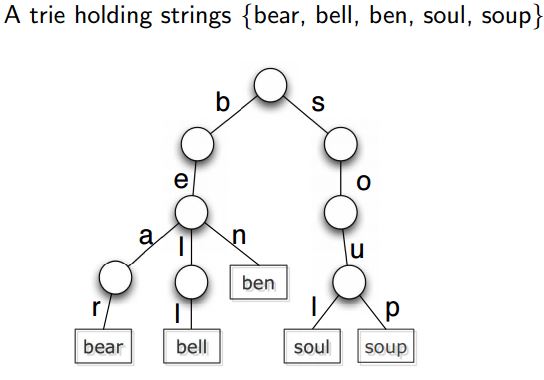 A trie holding strings {bear, bell, ben, soul, soup}
b s
e o
a l n u
ben
r l l p
bear bell soul soup